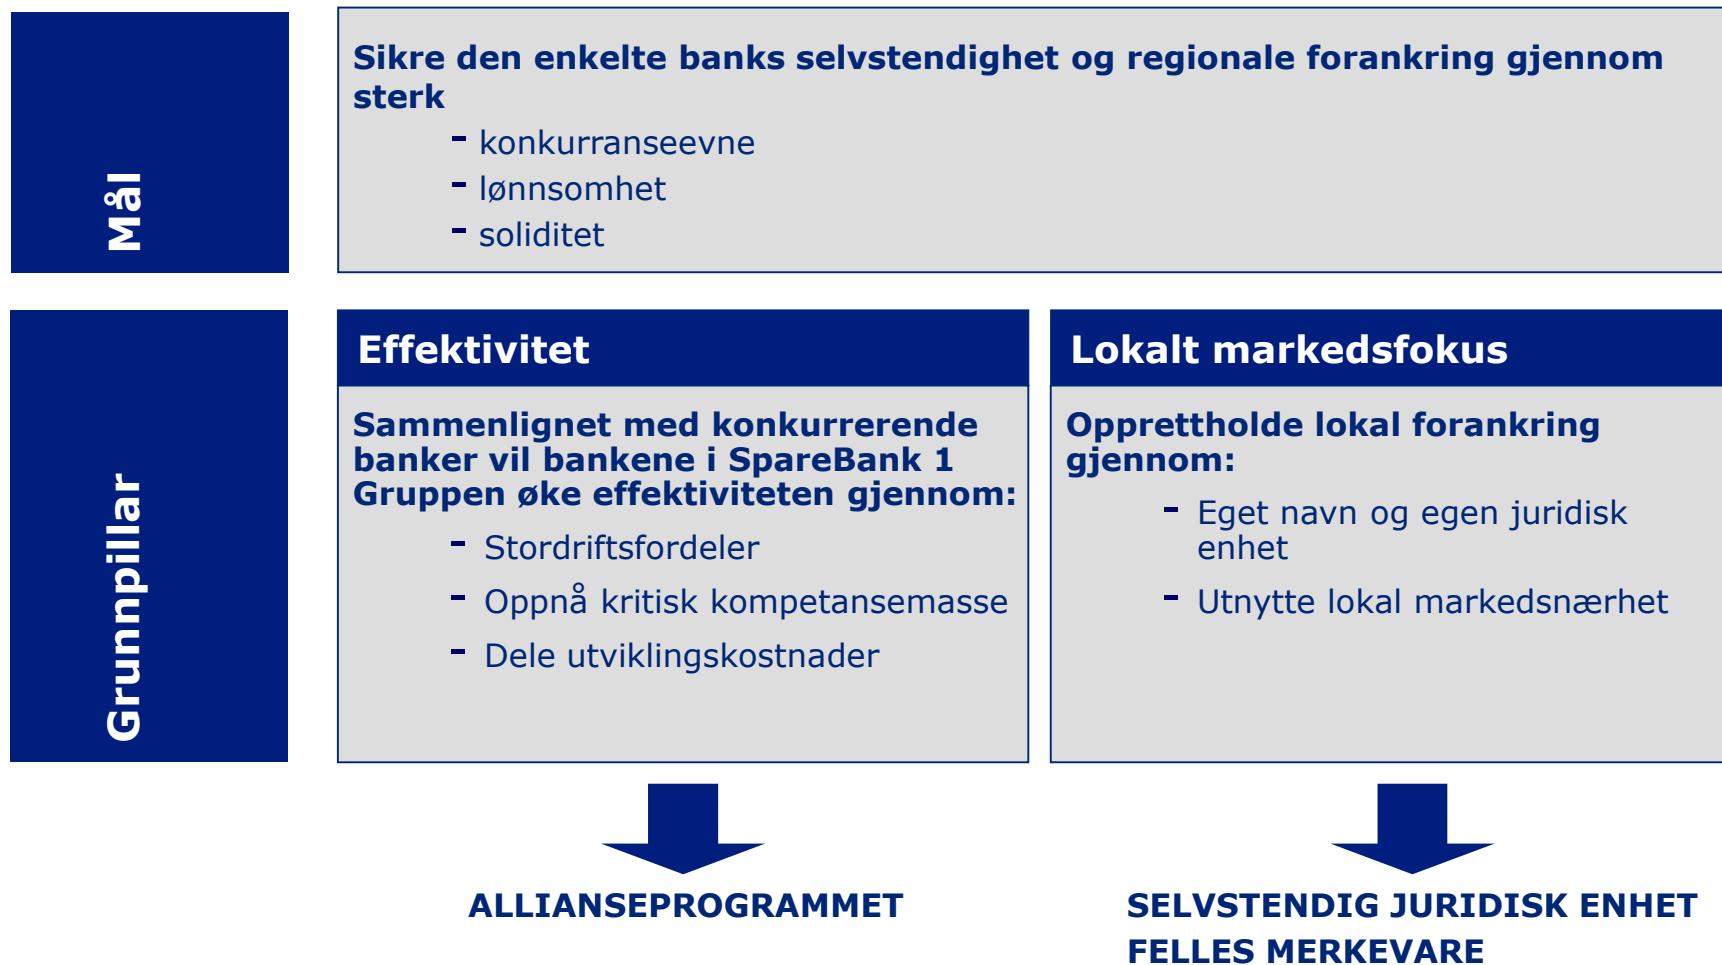 Mål
Sikre den enkelte banks selvstendighet og regionale forankring gjennom
sterk
- konkurranseevne
- lønnsomhet
- soliditet
Grunnpillar
Effektivitet
Sammenlignet med konkurrerende
banker vil bankene i SpareBank 1
Gruppen øke effektiviteten gjennom:
- Stordriftsfordeler
- Oppnå kritisk kompetansemasse
- Dele utviklingskostnader
Lokalt markedsfokus
Opprettholde lokal forankring
gjennom:
- Eget navn og egen juridisk
enhet
- Utnytte lokal markedsnærhet
ALLIANSEPROGRAMMET
SELVSTENDIG JURIDISK ENHET
FELLES MERKEVARE